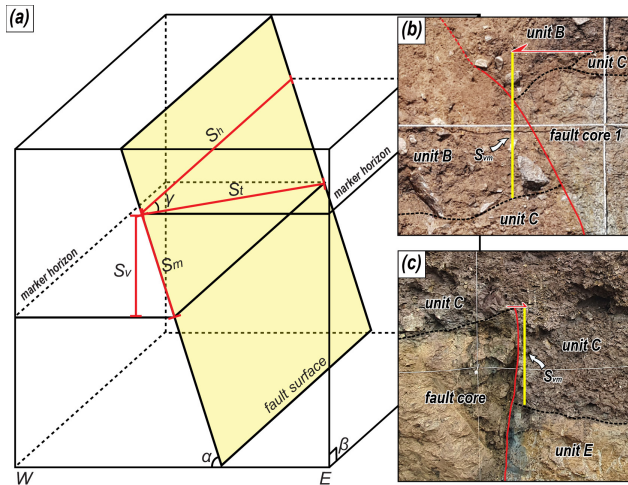 (a)
Sh
St
γ
marker horizon
Sv
Sm
marker horizon
fault surface
α
β
W
E
(b)
unit B
unit C
fault core 1
Svm
unit B
unit C
(c)
unit C
unit C
Svm
fault core
unit E